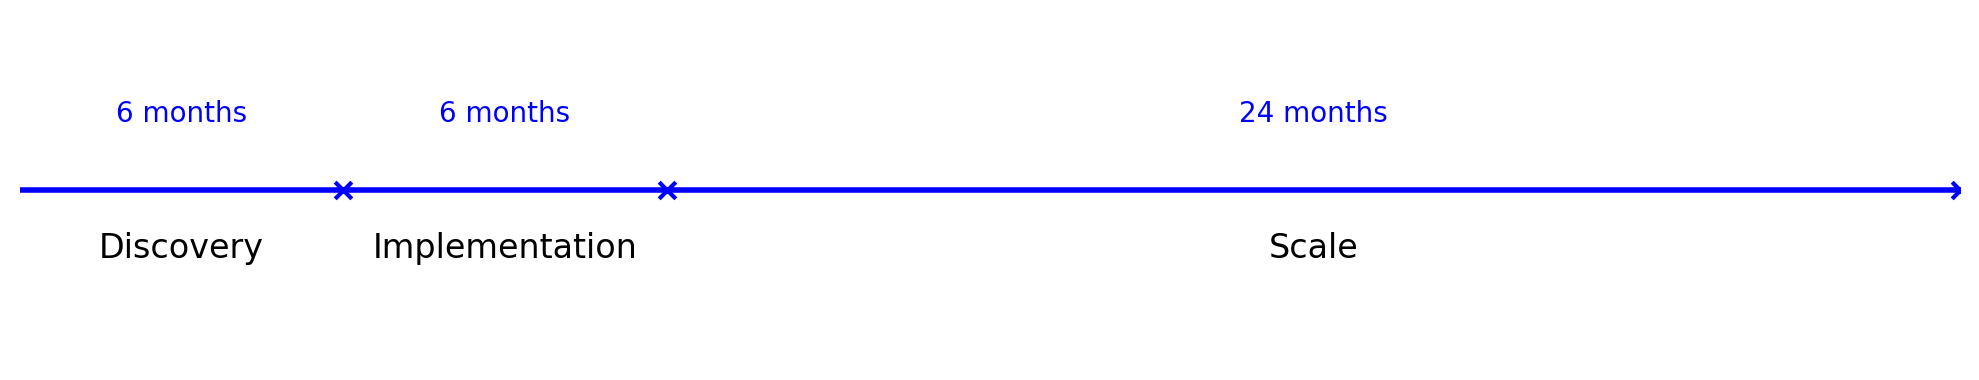 6 months
6 months
24 months
Discovery
Implementation
Scale